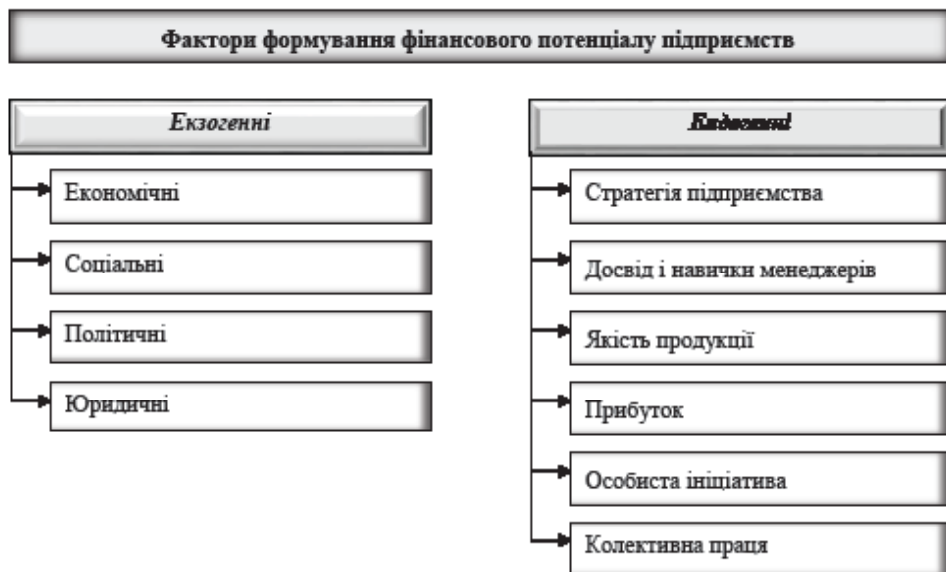 Фактори формування фінансового потенціалу підприємств
Екзогенні
Економічні
Соціальні
Політичні
Юридичні
Ендогенні
Стратегія підприємства
Досвід і навички менеджерів
Якість продукції
Прибуток
Особиста ініціатива
Колективна праця